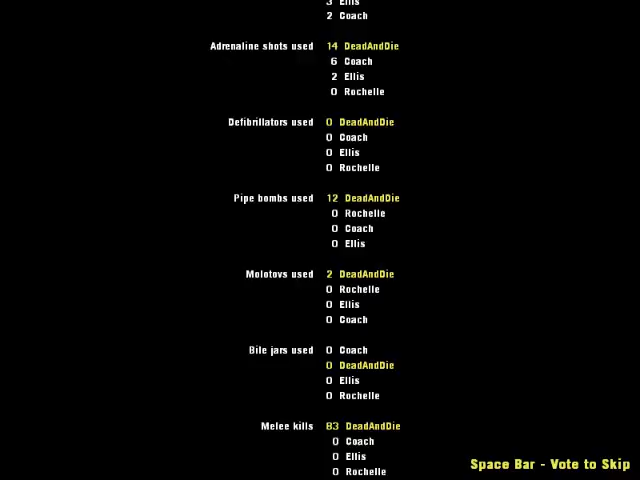 3 Ellis
2 Coach
Adrenaline shots used 14 DeadAndDie
6 Coach
2 Ellis
0 Rochelle
Defibrillators used 0 DeadAndDie
0 Coach
0 Ellis
0 Rochelle
Pipe bombs used 12 DeadAndDie
0 Rochelle
0 Coach
0 Ellis
Molotovs used 2 DeadAndDie
0 Rochelle
0 Ellis
0 Coach
Bile jars used 0 Coach
0 DeadAndDie
0 Ellis
0 Rochelle
Melee kills 83 DeadAndDie
0 Coach
0 Ellis
0 Rochelle
Space Bar - Vote to Skip